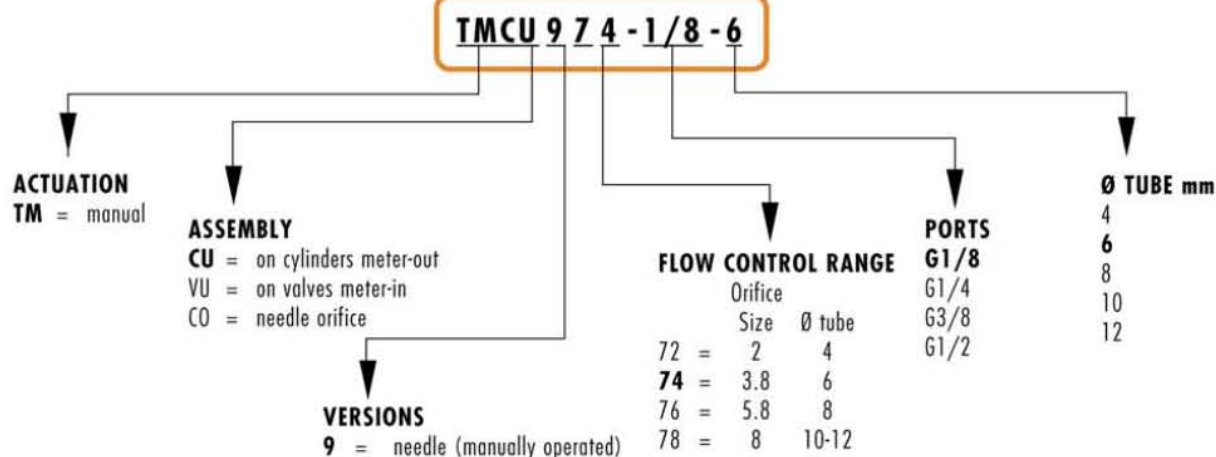 TMCU 9 7 4 - 1/8 - 6
ACTUATION
TM = manual
ASSEMBLY
CU = on cylinders meter-out
VU = on valves meter-in
CO = needle orifice
VERSIONS
9 = needle (manually operated)
FLOW CONTROL RANGE
Orifice
Size Ø tube
72 = 2 4
74 = 3.8 6
76 = 5.8 8
78 = 8 10-12
PORTS
G1/8
G1/4
G3/8
G1/2
Ø TUBE mm
4
6
8
10
12